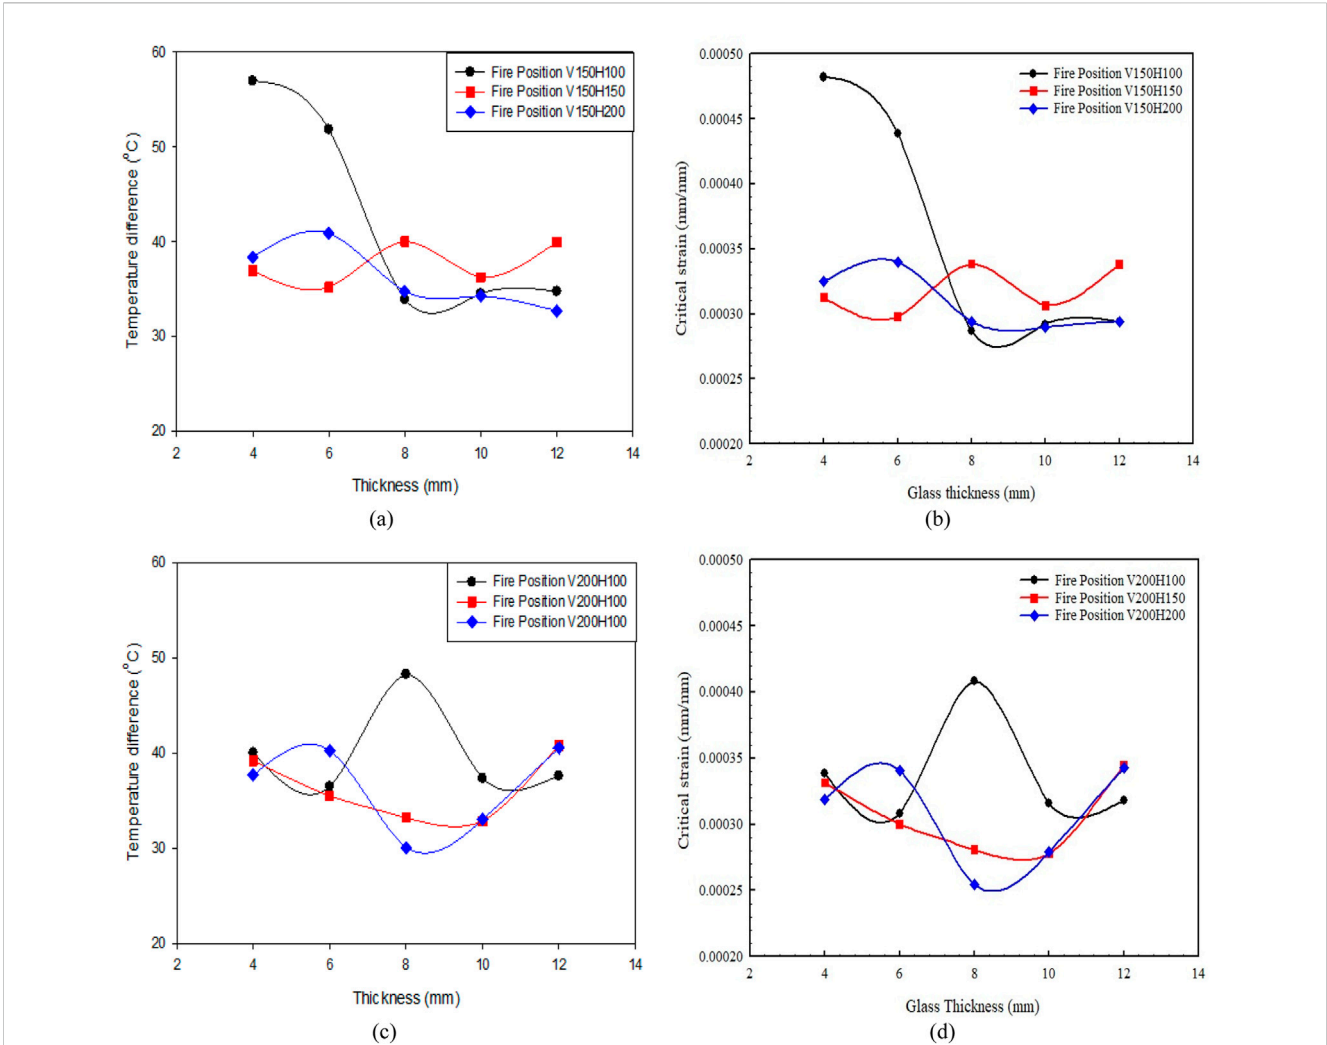 60
50
40
30
20
2 4 6 8 10 12 14
Temperature difference (°C)
Thickness (mm)
Fire Position V150H100
Fire Position V150H150
Fire Position V150H200
(a)
0.00050
0.00045
0.00040
0.00035
0.00030
0.00025
0.00020
2 4 6 8 10 12 14
Critical strain (mm/mm)
Glass thickness (mm)
Fire Position V150H100
Fire Position V150H150
Fire Position V150H200
(b)
60
50
40
30
20
2 4 6 8 10 12 14
Temperature difference (°C)
Thickness (mm)
Fire Position V200H100
Fire Position V200H100
Fire Position V200H100
(c)
0.00050
0.00045
0.00040
0.00035
0.00030
0.00025
0.00020
2 4 6 8 10 12 14
Critical strain (mm/mm)
Glass Thickness (mm)
Fire Position V200H100
Fire Position V200H150
Fire Position V200H200
(d)